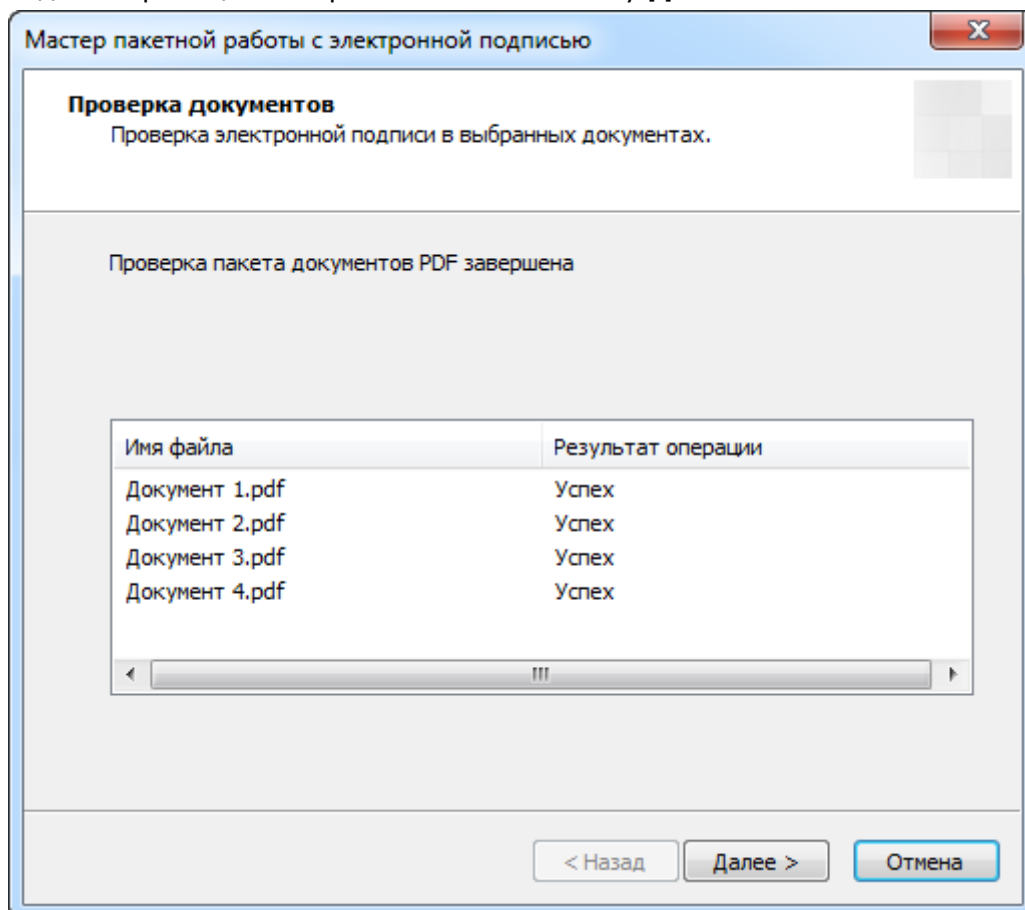 Мастер пакетной работы с электронной подписью
Проверка документов
Проверка электронной подписи в выбранных документах.
Проверка пакета документов PDF завершена
Имя файла Результат операции
Документ 1.pdf Успех
Документ 2.pdf Успех
Документ 3.pdf Успех
Документ 4.pdf Успех
< Назад Далее > Отмена